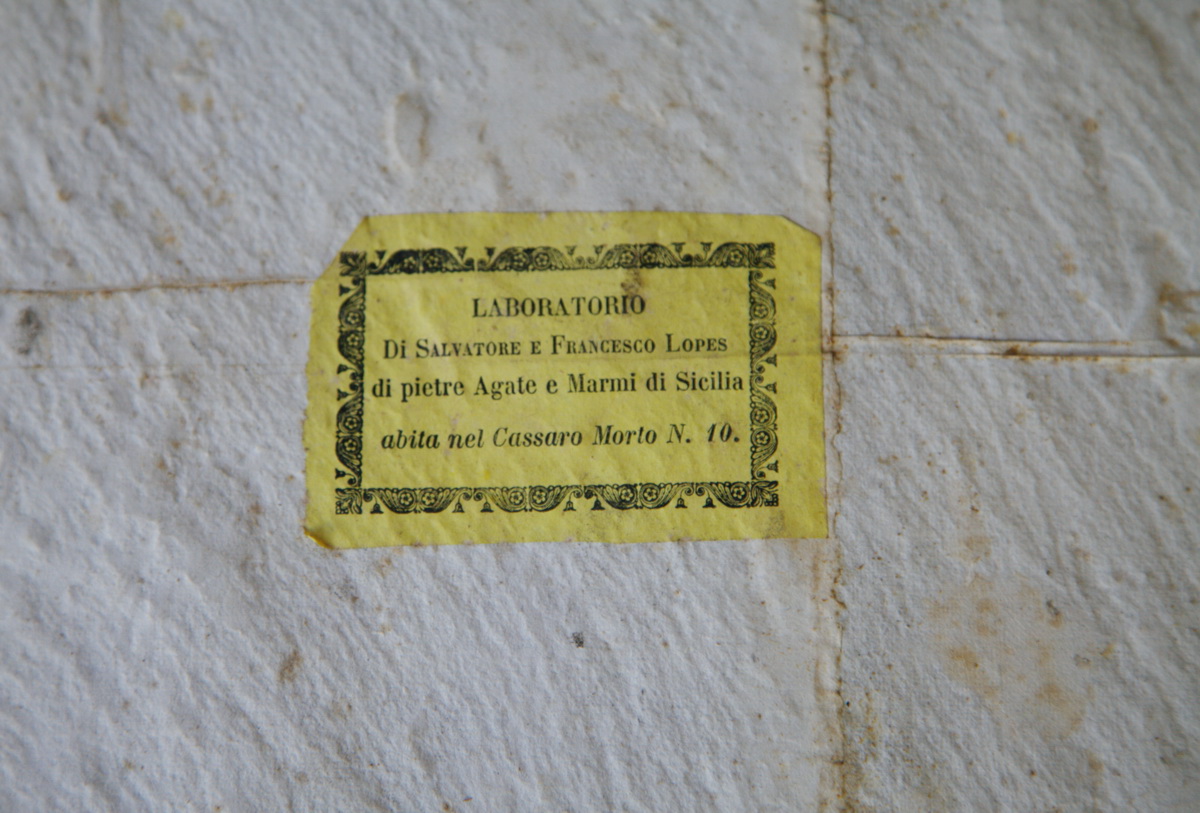 LABORATORIO
Di SALVATORE E FRANCESCO LOPES
di pietre Agate e Marmi di Sicilia
abita nel Cassaro Morto N. 10.